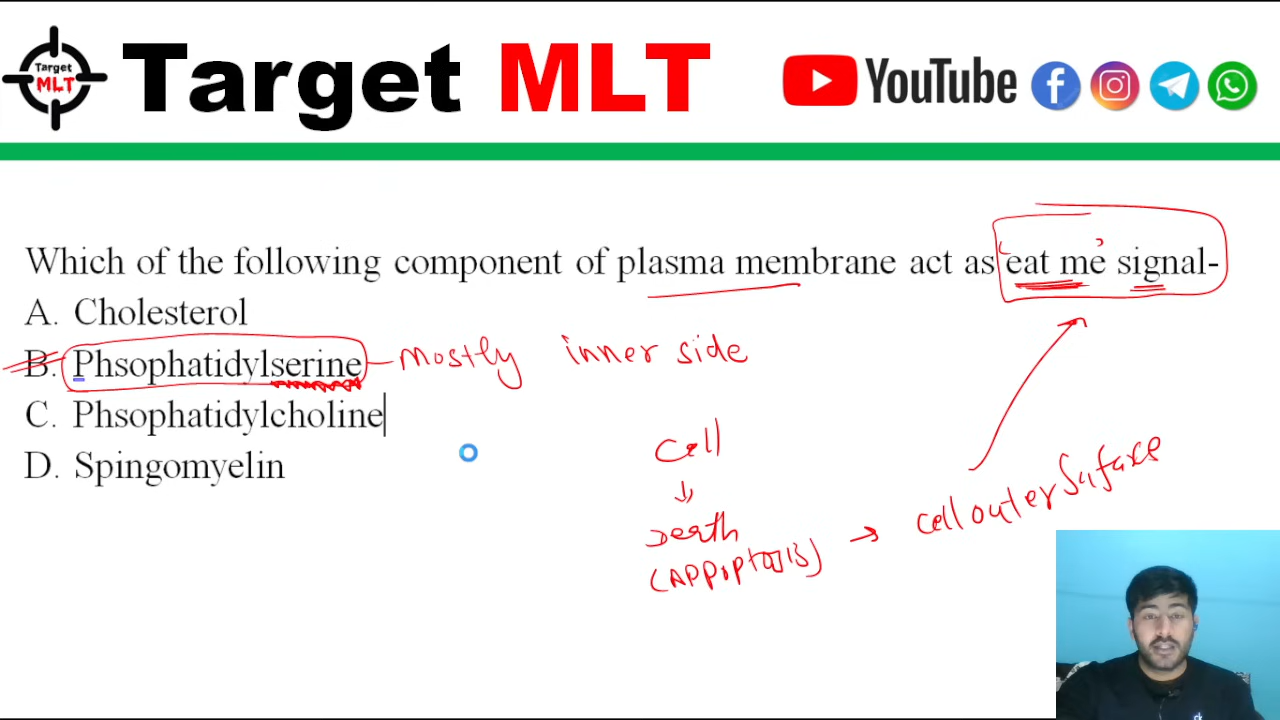 Target MLT
Target MLT YouTube
Which of the following component of plasma membrane act as ‘eat me’ signal-
A. Cholesterol
B. Phsophatidylserine – Mostly inner side
C. Phsophatidylcholine
D. Spingomyelin
Cell
↓
Death
(Appoptosis) → Cell outer Suface